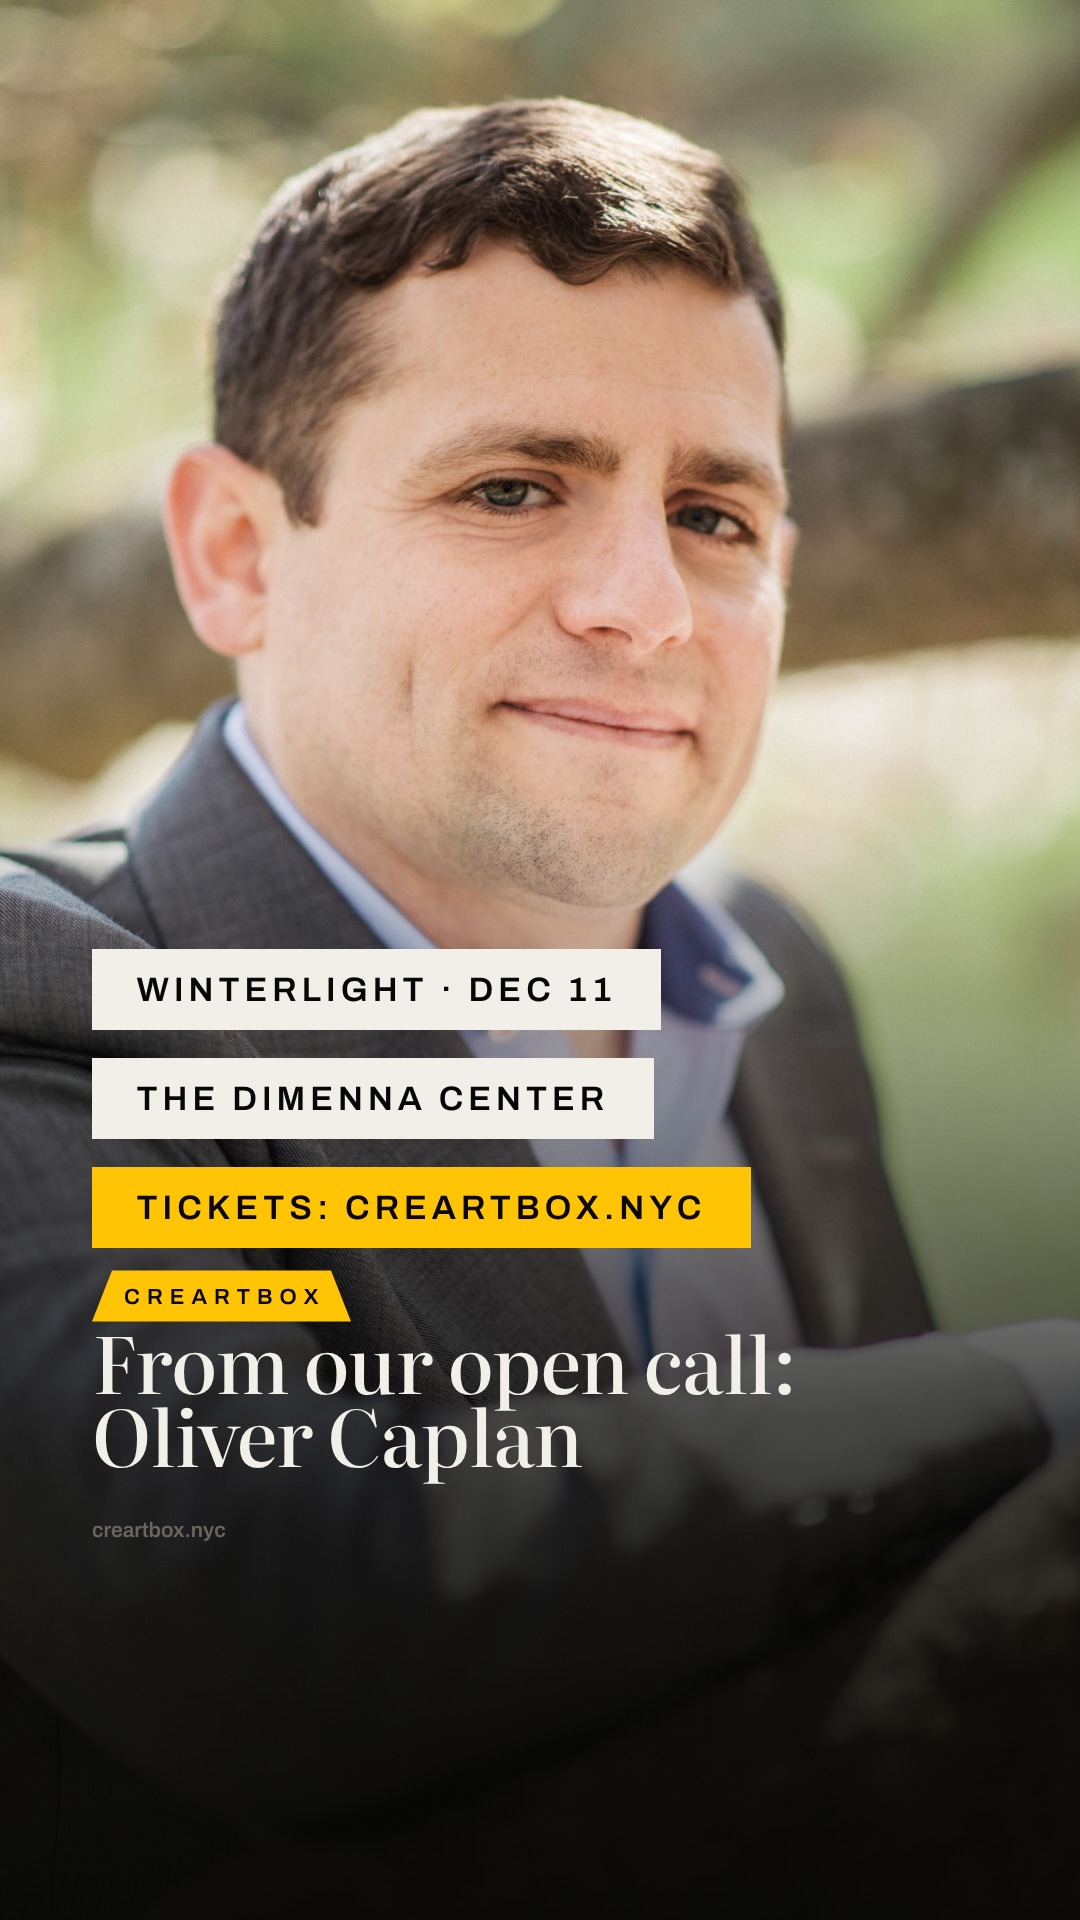 WINTERLIGHT · DEC 11
THE DIMENNA CENTER
TICKETS: CREARTBOX.NYC
CREARTBOX
From our open call:
Oliver Caplan
creartbox.nyc